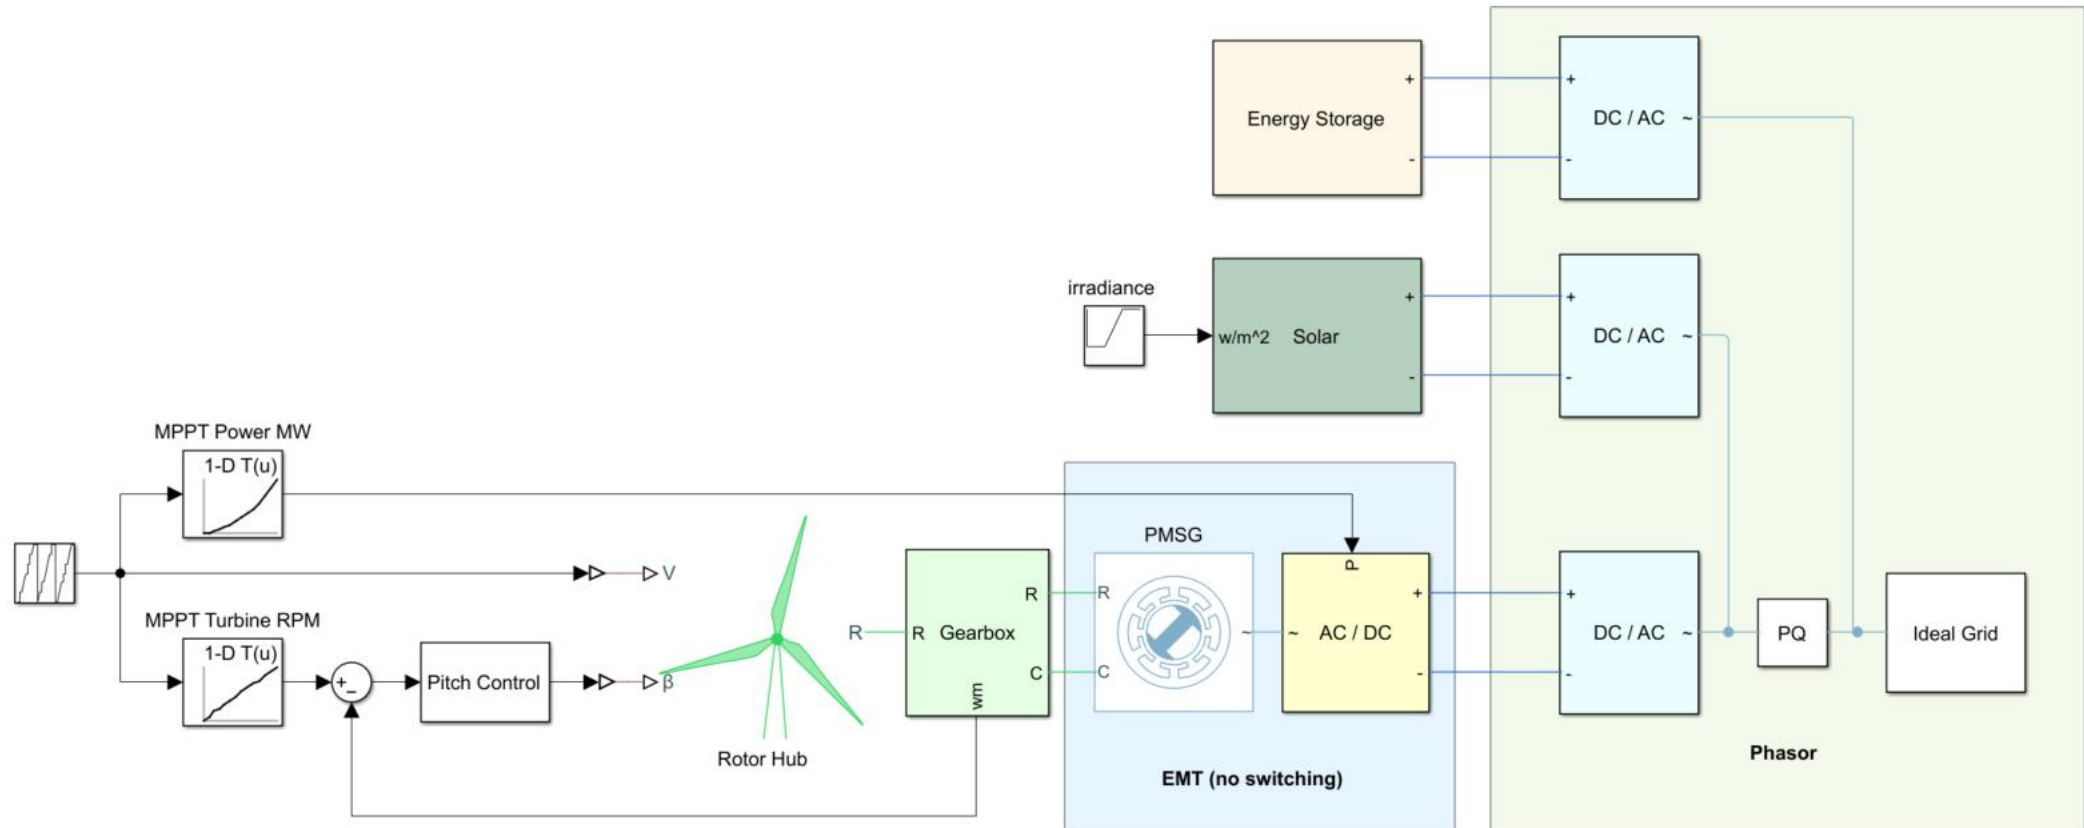 Energy Storage
+
-
+
-
DC / AC
~
irradiance
w/m^2
Solar
+
-
+
-
DC / AC
~
MPPT Power MW
1-D T(u)
MPPT Turbine RPM
1-D T(u)
+
-
Pitch Control
V
β
Rotor Hub
R
R
Gearbox
R
C
wm
PMSG
R
C
~
~
P
AC / DC
+
-
EMT (no switching)
+
-
DC / AC
~
PQ
Ideal Grid
Phasor